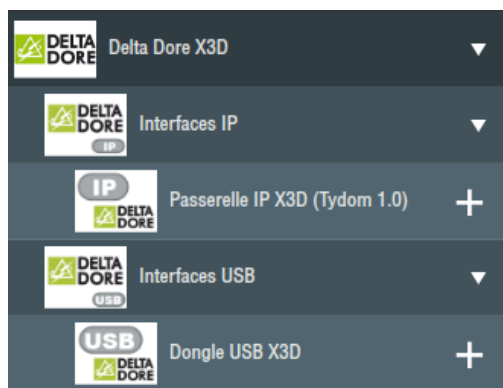 DELTA
DORE
Delta Dore X3D
DELTA
DORE
IP
Interfaces IP
IP
DELTA
DORE
Passerelle IP X3D (Tydom 1.0)
DELTA
DORE
USB
Interfaces USB
USB
DELTA
DORE
Dongle USB X3D